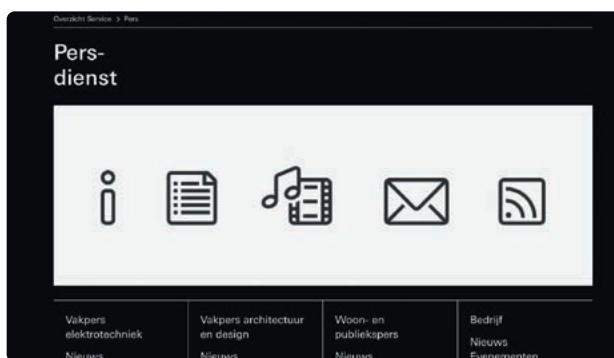 Overzicht Service > Pers
Pers-
dienst
Vakpers
elektrotechniek
Nieuws
Vakpers architectuur
en design
Nieuws
Woon- en
publiekspers
Nieuws
Bedrijf
Nieuws
Evenementen